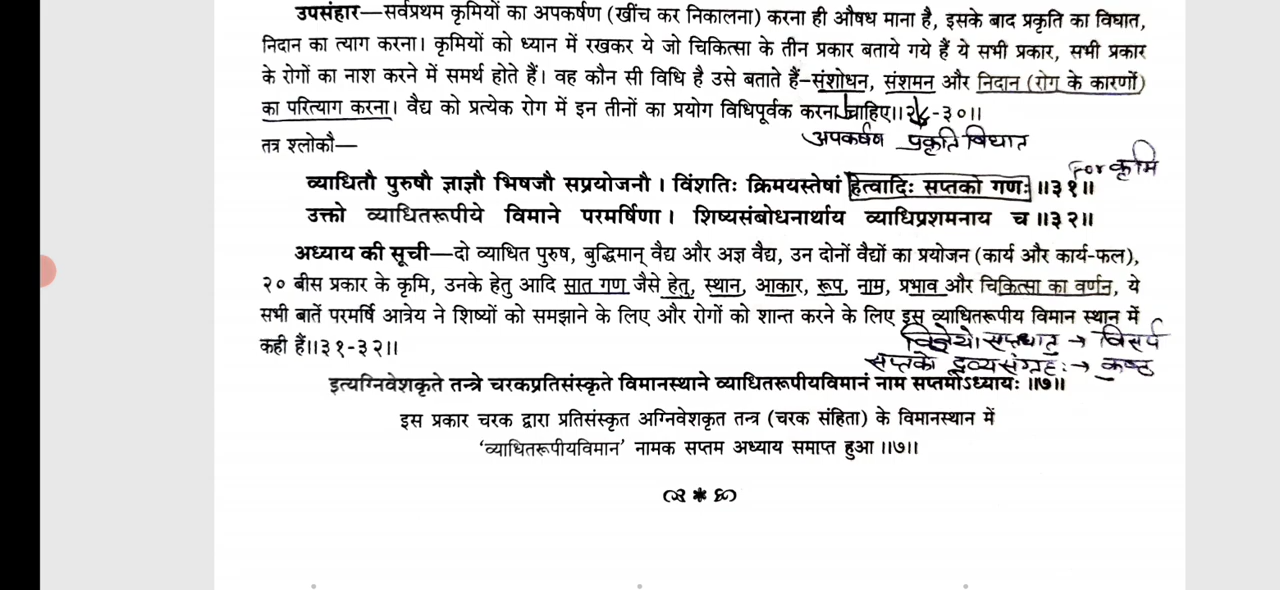 उपसंहार—सर्वप्रथम कृमियों का अपकर्षण (खींच कर निकालना) करना ही औषध माना है, इसके बाद प्रकृति का विघात,
निदान का त्याग करना। कृमियों को ध्यान में रखकर ये जो चिकित्सा के तीन प्रकार बताये गये हैं ये सभी प्रकार, सभी प्रकार
के रोगों का नाश करने में समर्थ होते हैं। वह कौन सी विधि है उसे बताते हैं–संशोधन, संशमन और निदान (रोग के कारणों)
का परित्याग करना। वैद्य को प्रत्येक रोग में इन तीनों का प्रयोग विधिपूर्वक करना चाहिए।।२८-३०।।
अपकर्षण प्रकृति विघात
तत्र श्लोकौ—
For कृमि
व्याधितौ पुरुषौ ज्ञाज्ञौ भिषजौ सप्रयोजनौ। विंशतिः क्रिमयस्तेषां हेत्वादिः सप्तको गणः ।।३१।।
उक्तो व्याधितरूपीये विमाने परमर्षिणा। शिष्यसंबोधनार्थाय व्याधिप्रशमनाय च ।।३२।।
अध्याय की सूची—दो व्याधित पुरुष, बुद्धिमान् वैद्य और अज्ञ वैद्य, उन दोनों वैद्यों का प्रयोजन (कार्य और कार्य-फल),
२० बीस प्रकार के कृमि, उनके हेतु आदि सात गण जैसे हेतु, स्थान, आकार, रूप, नाम, प्रभाव और चिकित्सा का वर्णन, ये
सभी बातें परमर्षि आत्रेय ने शिष्यों को समझाने के लिए और रोगों को शान्त करने के लिए इस व्याधितरूपीय विमान स्थान में
कही हैं।।३१-३२।।
विज्ञेयो सप्तधातु → विसर्प
सप्तको द्रव्यसंग्रहः → कुष्ठ
इत्यग्निवेशकृते तन्त्रे चरकप्रतिसंस्कृते विमानस्थाने व्याधितरूपीयविमानं नाम सप्तमोऽध्यायः ।।७।।
इस प्रकार चरक द्वारा प्रतिसंस्कृत अग्निवेशकृत तन्त्र (चरक संहिता) के विमानस्थान में
‘व्याधितरूपीयविमान’ नामक सप्तम अध्याय समाप्त हुआ ।।७।।